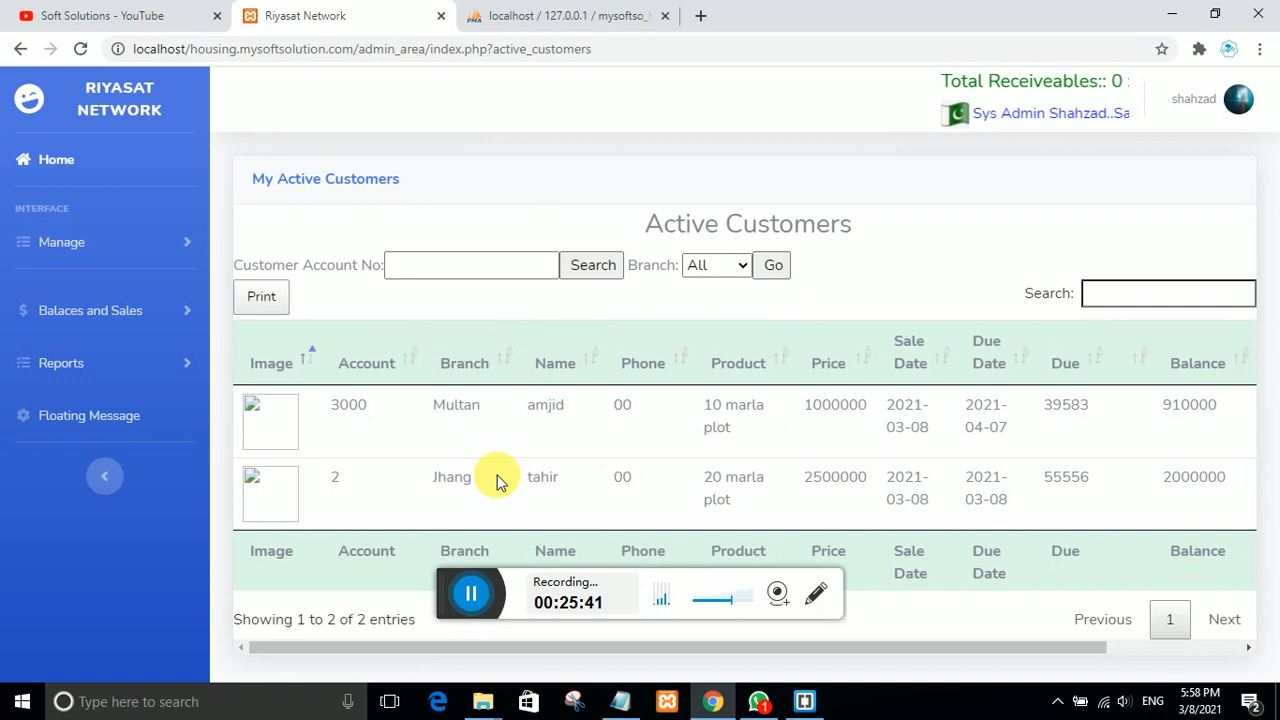 Soft Solutions - YouTube
Riyasat Network
localhost / 127.0.0.1 / mysoftso_
localhost/housing.mysoftsolution.com/admin_area/index.php?active_customers
RIYASAT
NETWORK
Total Receiveables:: 0
Sys Admin Shahzad..Sa
shahzad
Home
INTERFACE
Manage
Balaces and Sales
Reports
Floating Message
My Active Customers
Active Customers
Customer Account No: Search Branch: All Go
Print
Search:
Image Account Branch Name Phone Product Price Sale Date Due Date Due Balance
3000 Multan amjid 00 10 marla plot 1000000 2021-03-08 2021-04-07 39583 910000
2 Jhang tahir 00 20 marla plot 2500000 2021-03-08 2021-03-08 55556 2000000
Image Account Branch Name Phone Product Price Sale Date Due Date Due Balance
Recording...
00:25:41
Showing 1 to 2 of 2 entries
Previous 1 Next
Type here to search
1
ENG
5:58 PM
3/8/2021
2